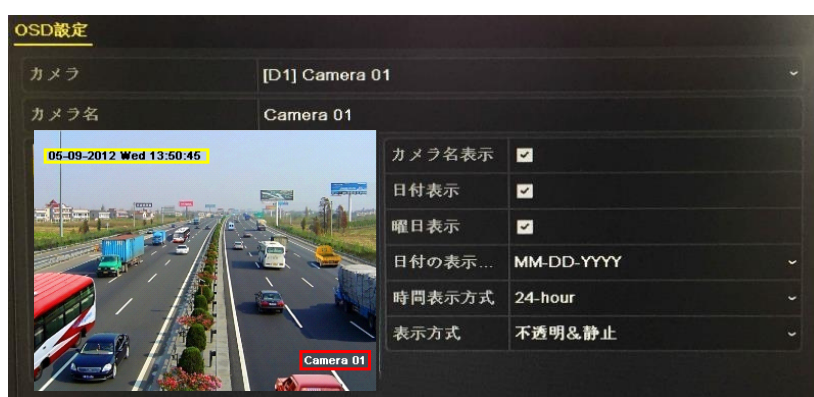 OSD設定
カメラ [D1] Camera 01
カメラ名 Camera 01
05-09-2012 Wed 13:50:45
Camera 01
カメラ名表示
日付表示
曜日表示
日付の表示... MM-DD-YYYY
時間表示方式 24-hour
表示方式 不透明&静止